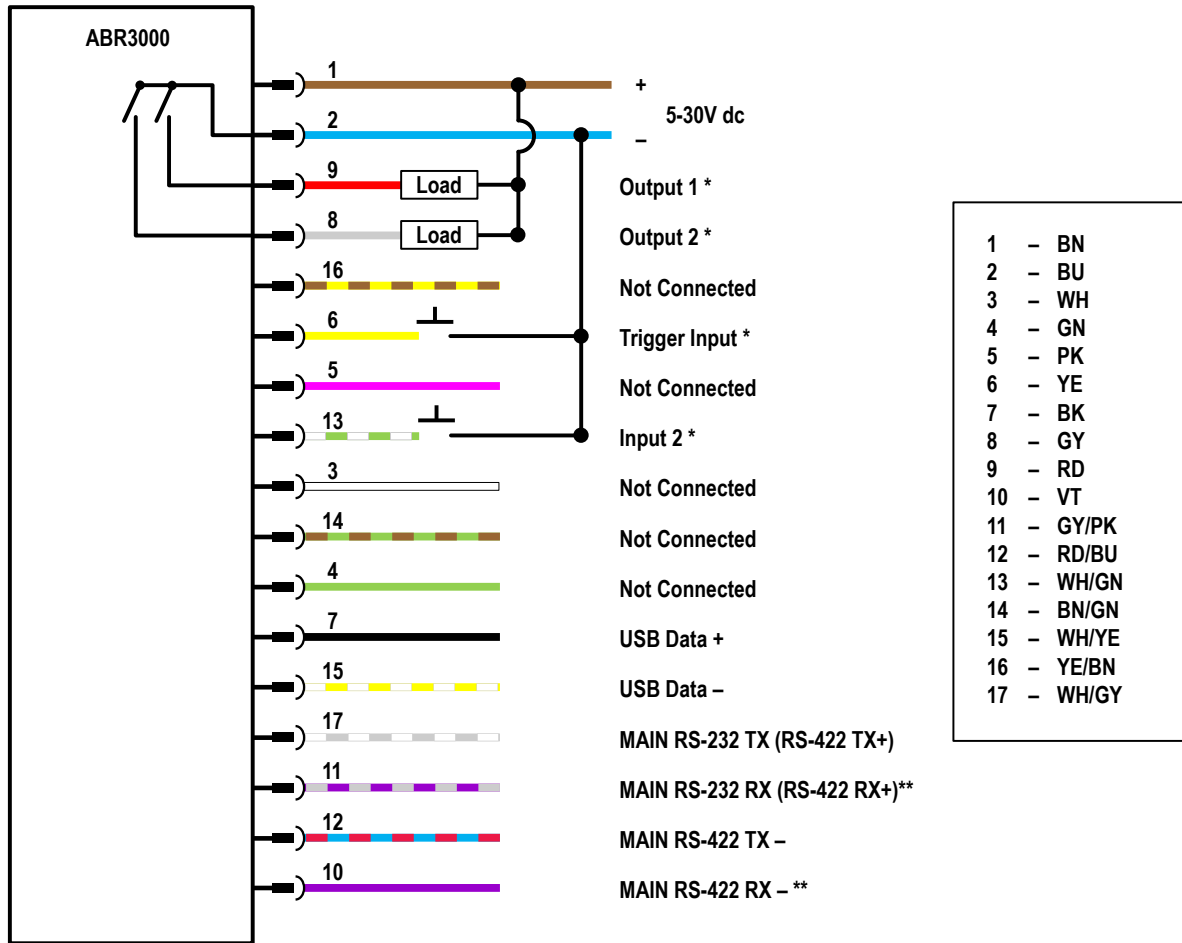 ABR3000
1
+
5-30V dc
2
–
9
Load
Output 1 *
8
Load
Output 2 *
16
Not Connected
6
Trigger Input *
5
Not Connected
13
Input 2 *
3
Not Connected
14
Not Connected
4
Not Connected
7
USB Data +
15
USB Data –
17
MAIN RS-232 TX (RS-422 TX+)
11
MAIN RS-232 RX (RS-422 RX+)**
12
MAIN RS-422 TX –
10
MAIN RS-422 RX – **
1 – BN
2 – BU
3 – WH
4 – GN
5 – PK
6 – YE
7 – BK
8 – GY
9 – RD
10 – VT
11 – GY/PK
12 – RD/BU
13 – WH/GN
14 – BN/GN
15 – WH/YE
16 – YE/BN
17 – WH/GY